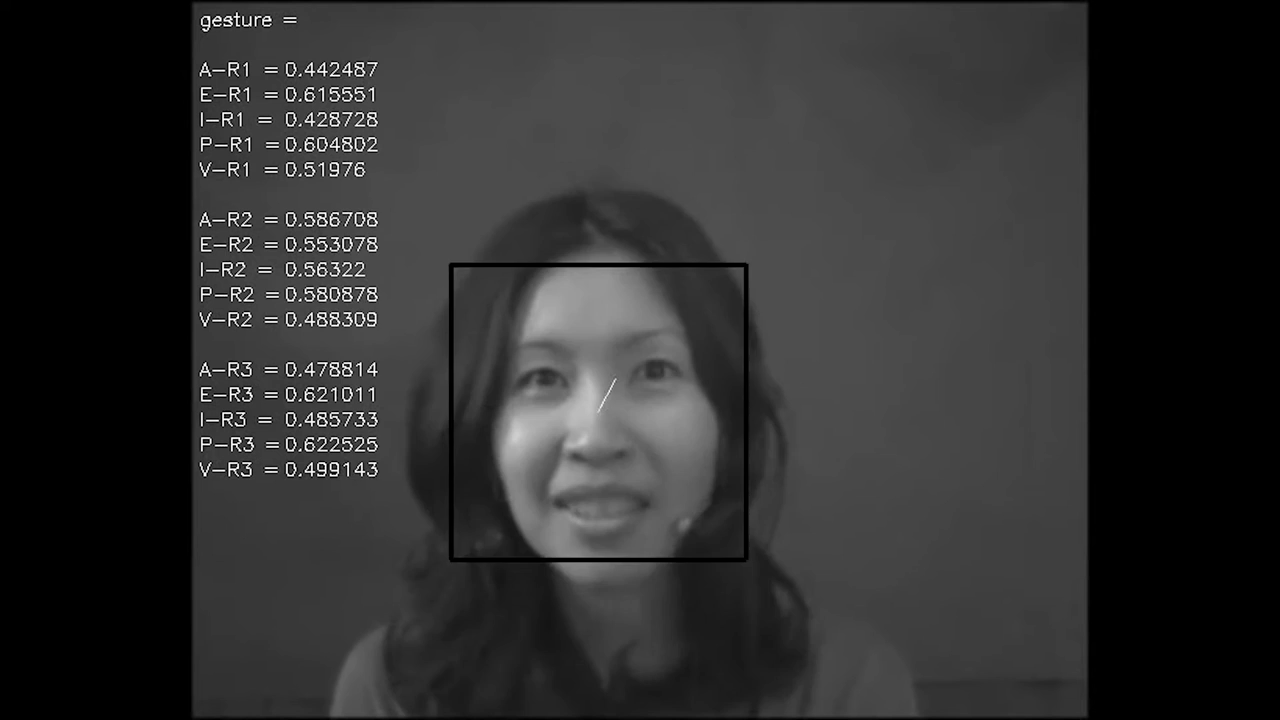 gesture =
A-R1 = 0.442487
E-R1 = 0.615551
I-R1 = 0.428728
P-R1 = 0.604802
V-R1 = 0.51976
A-R2 = 0.586708
E-R2 = 0.553078
I-R2 = 0.56322
P-R2 = 0.580878
V-R2 = 0.488309
A-R3 = 0.478814
E-R3 = 0.621011
I-R3 = 0.485733
P-R3 = 0.622525
V-R3 = 0.499143